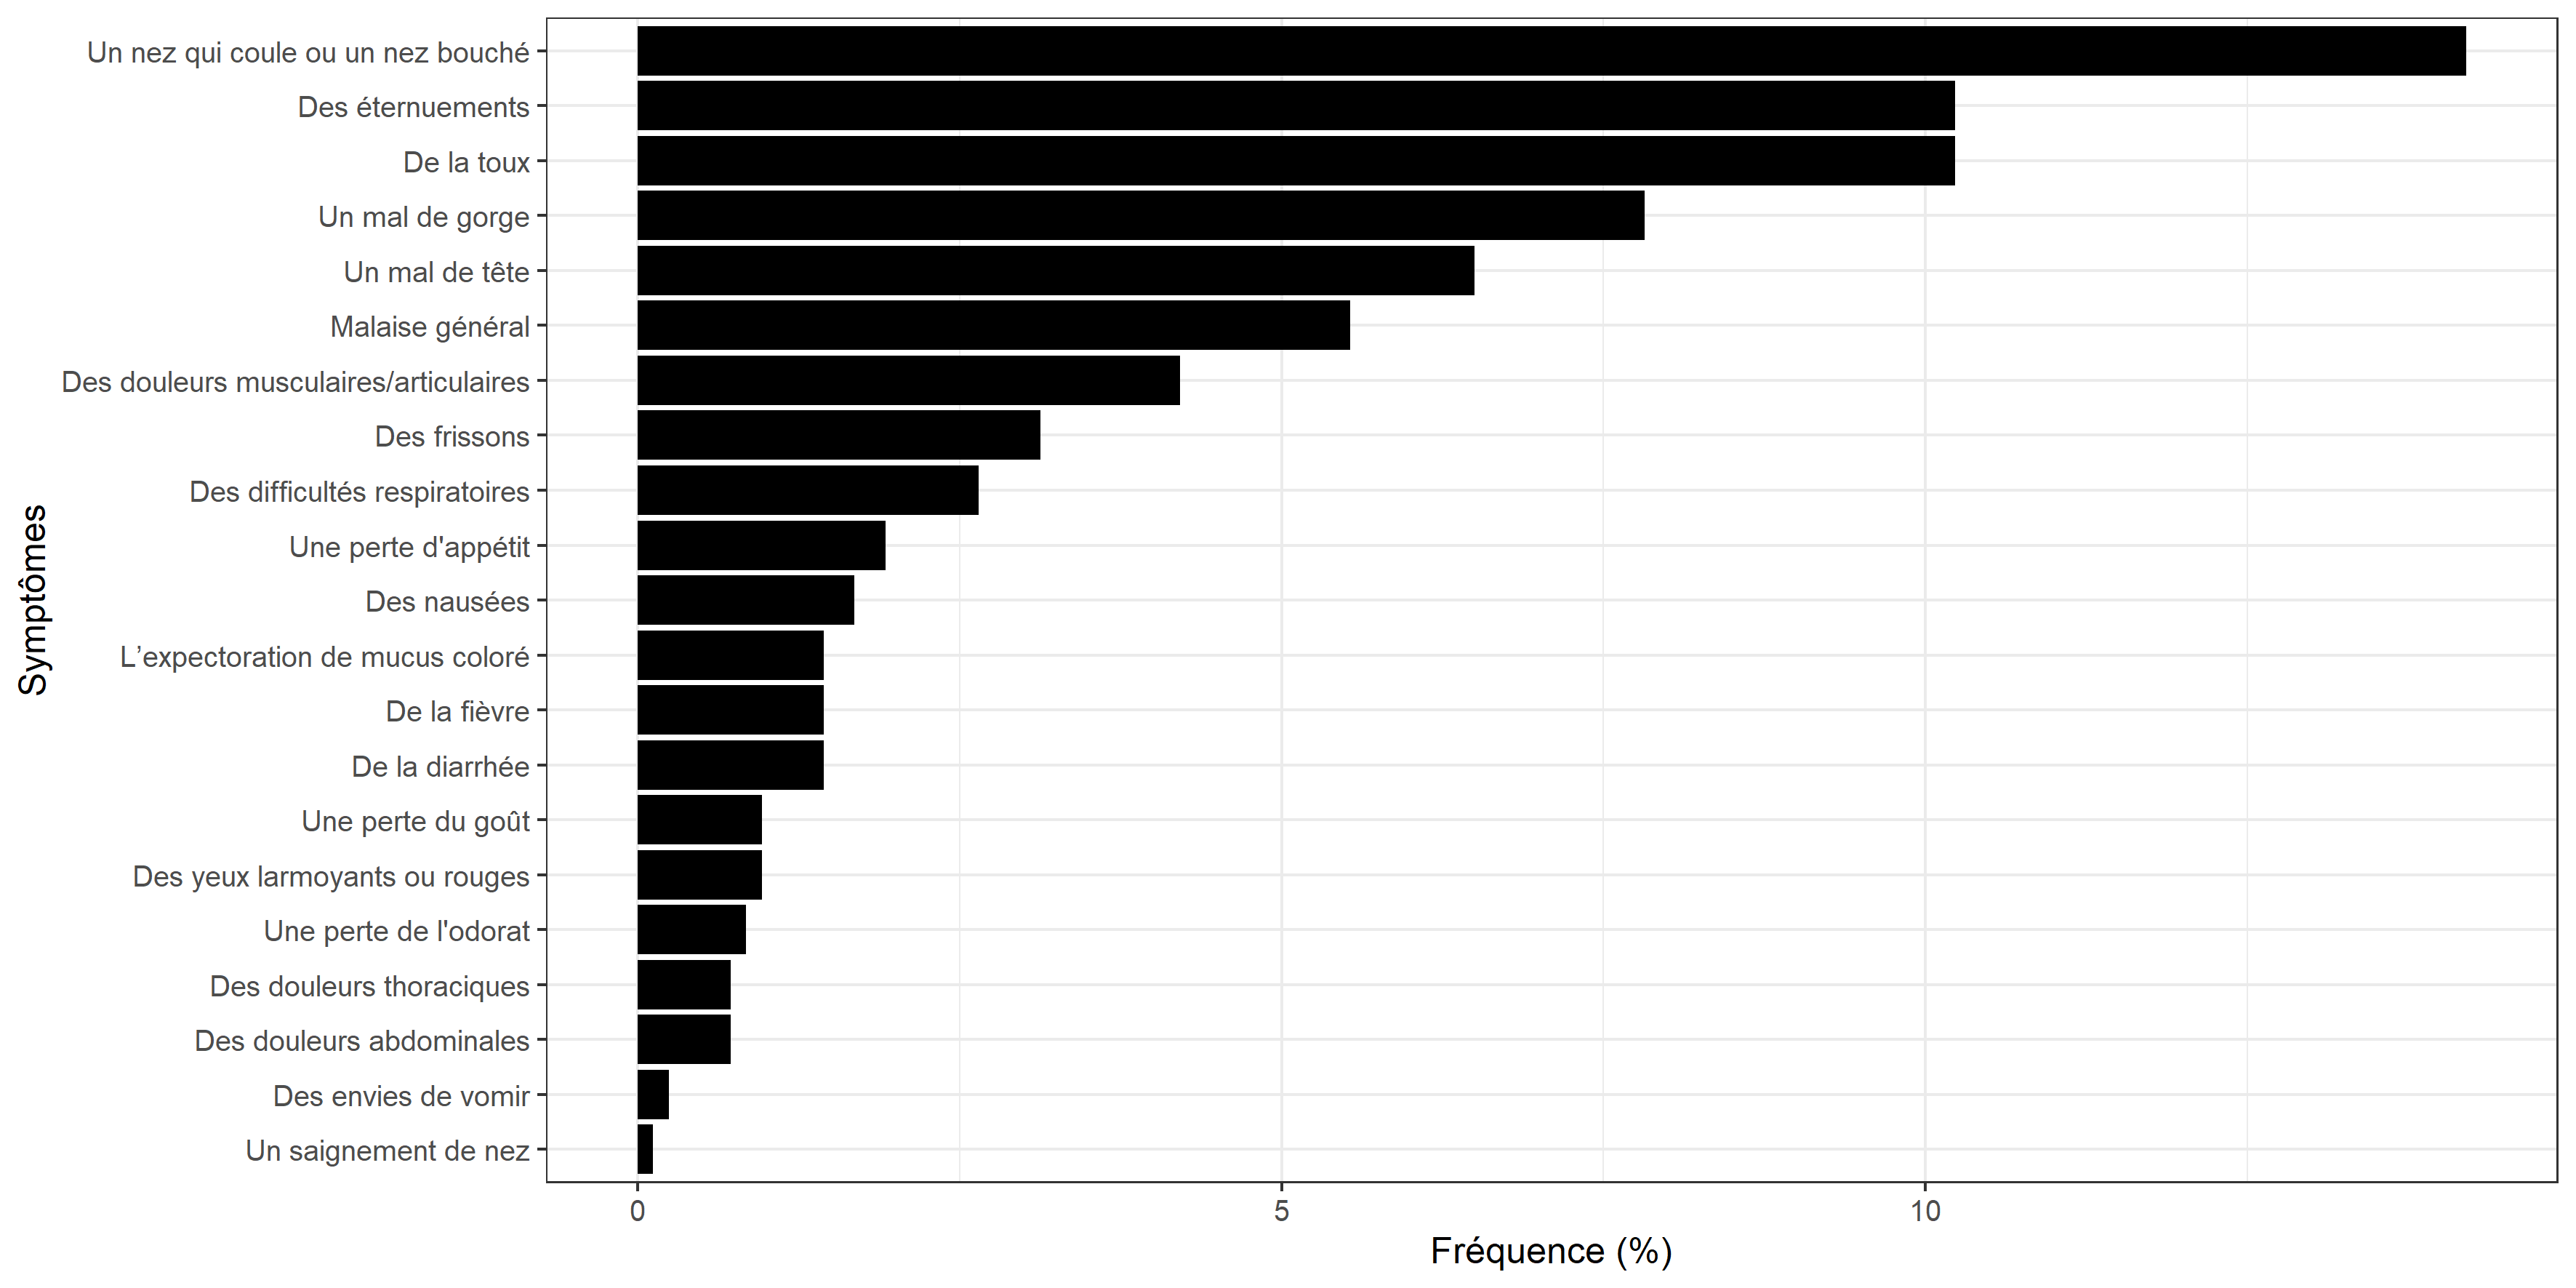 Un nez qui coule ou un nez bouché
Des éternuements
De la toux
Un mal de gorge
Un mal de tête
Malaise général
Des douleurs musculaires/articulaires
Des frissons
Des difficultés respiratoires
Une perte d'appétit
Des nausées
L’expectoration de mucus coloré
De la fièvre
De la diarrhée
Une perte du goût
Des yeux larmoyants ou rouges
Une perte de l'odorat
Des douleurs thoraciques
Des douleurs abdominales
Des envies de vomir
Un saignement de nez
Symptômes
0 5 10
Fréquence (%)